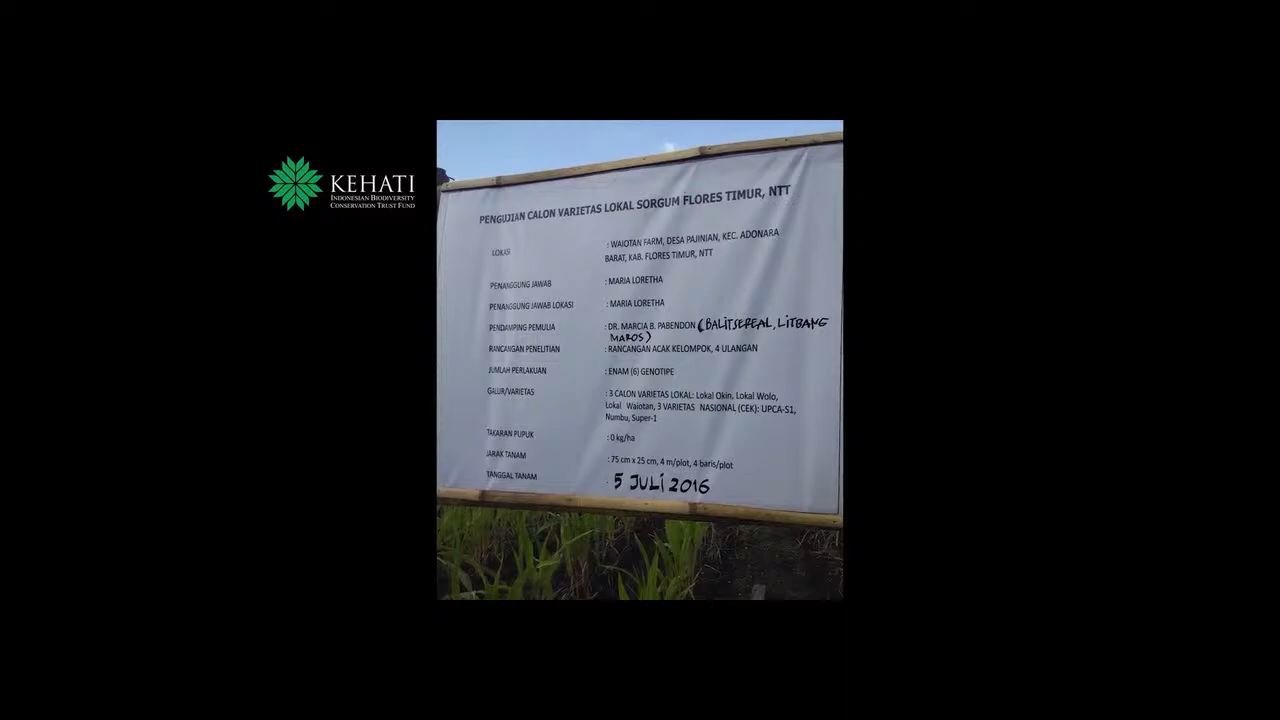 KEHATI
INDONESIAN BIODIVERSITY
CONSERVATION TRUST FUND
PENGUJIAN CALON VARIETAS LOKAL SORGUM FLORES TIMUR, NTT
LOKASI : WAIOTAN FARM, DESA PAJINIAN, KEC. ADONARA
BARAT, KAB. FLORES TIMUR, NTT
PENANGGUNG JAWAB : MARIA LORETHA
PENANGGUNG JAWAB LOKASI : MARIA LORETHA
PENDAMPING PEMULIA : DR. MARCIA B. PABENDON (BALITSEREAL, LITBANG
MAROS)
RANCANGAN PENELITIAN : RANCANGAN ACAK KELOMPOK, 4 ULANGAN
JUMLAH PERLAKUAN : ENAM (6) GENOTIPE
GALUR/VARIETAS : 3 CALON VARIETAS LOKAL: Lokal Okin, Lokal Wolo,
Lokal Waiotan, 3 VARIETAS NASIONAL (CEK): UPCA-S1,
Numbu, Super-1
TAKARAN PUPUK : 0 kg/ha
JARAK TANAM : 75 cm x 25 cm, 4 m/plot, 4 baris/plot
TANGGAL TANAM : 5 JULI 2016